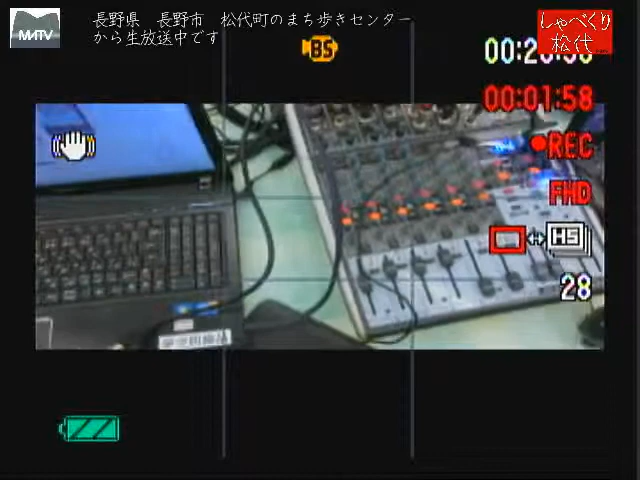 MATV
長野県 長野市 松代町のまち歩きセンター
から生放送中です
BS
しゃべくり
松代
00:01:58
REC
FHD
HS
28